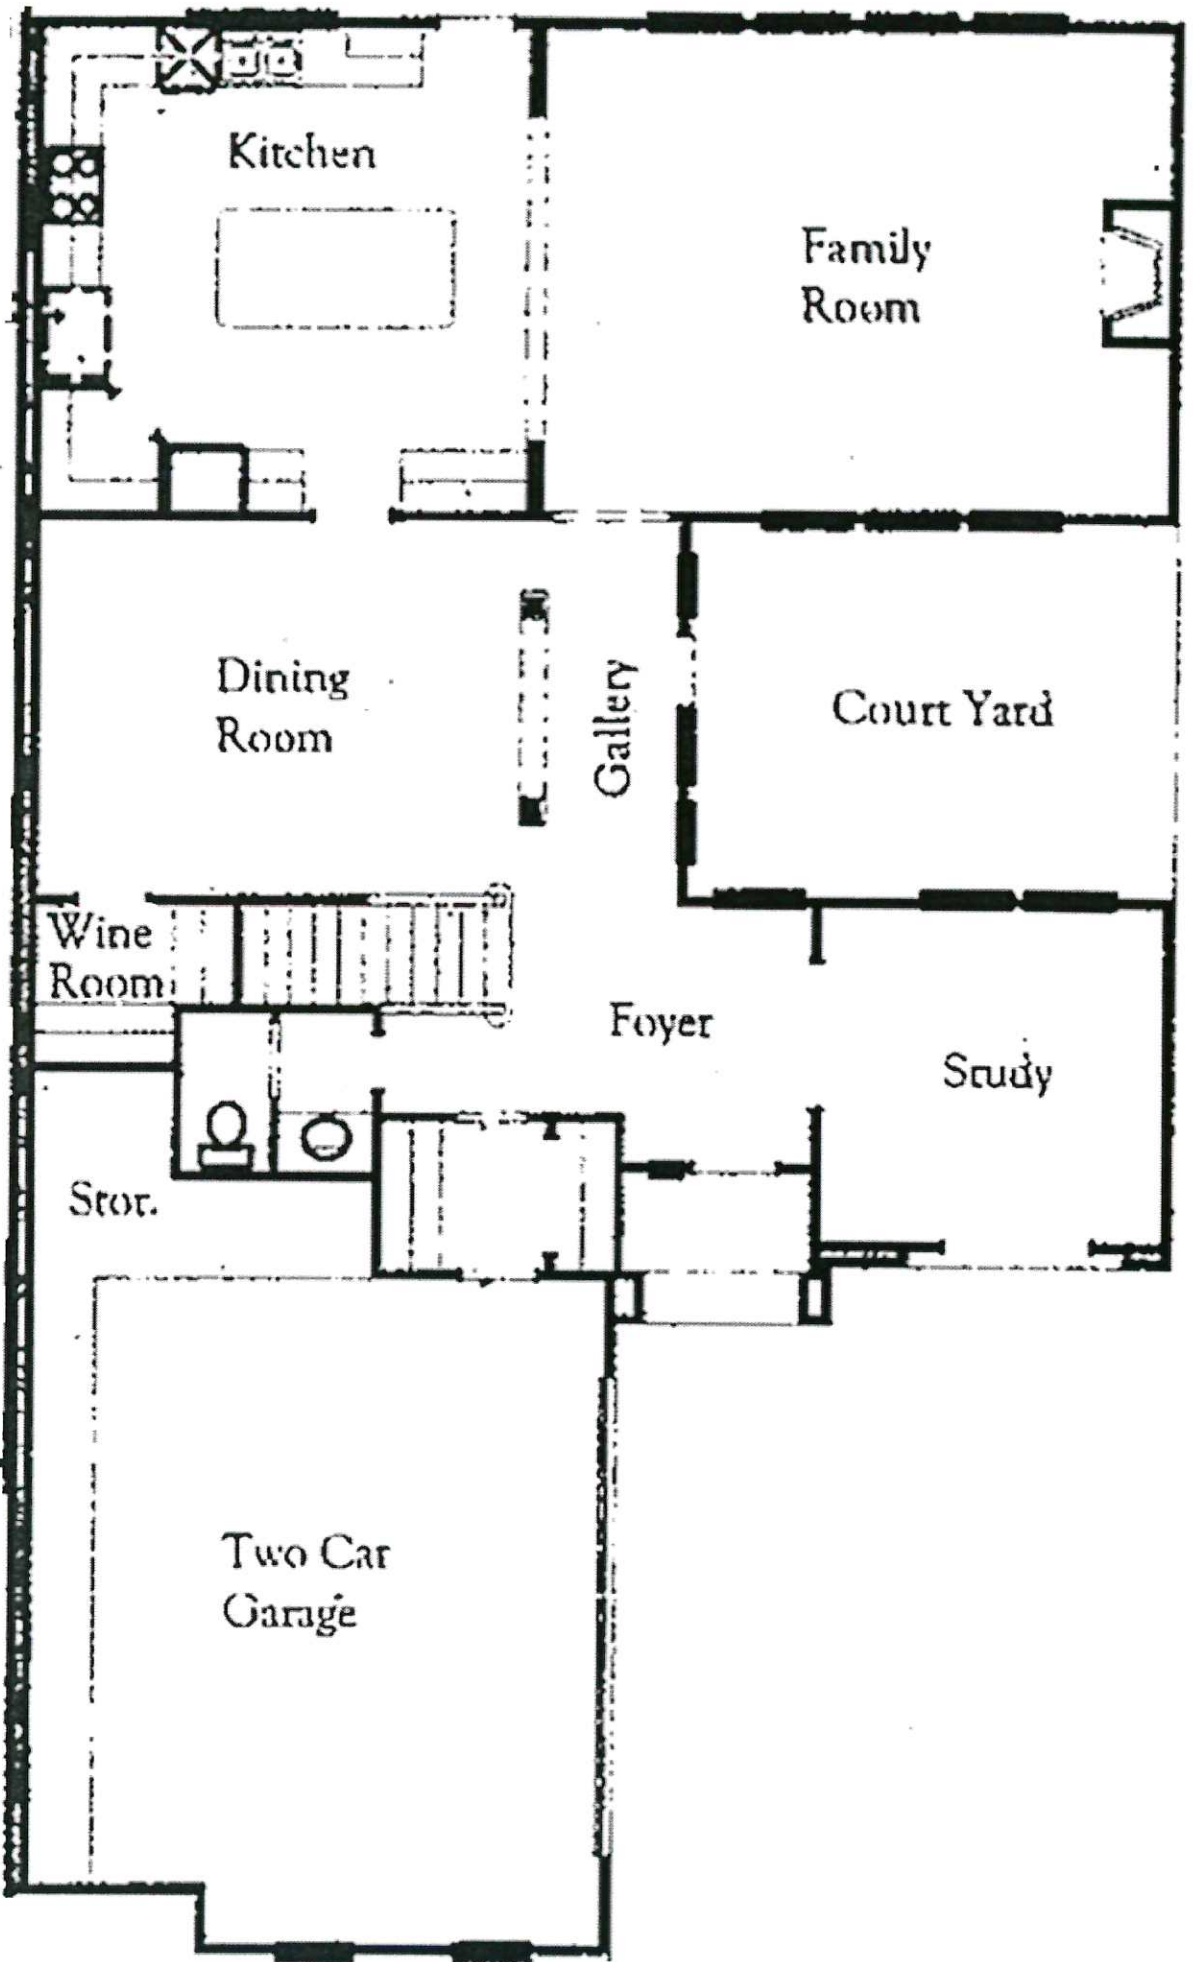 Kitchen
Family
Room
Dining
Room
Gallery
Court Yard
Wine
Room
Foyer
Study
Stor.
Two Car
Garage